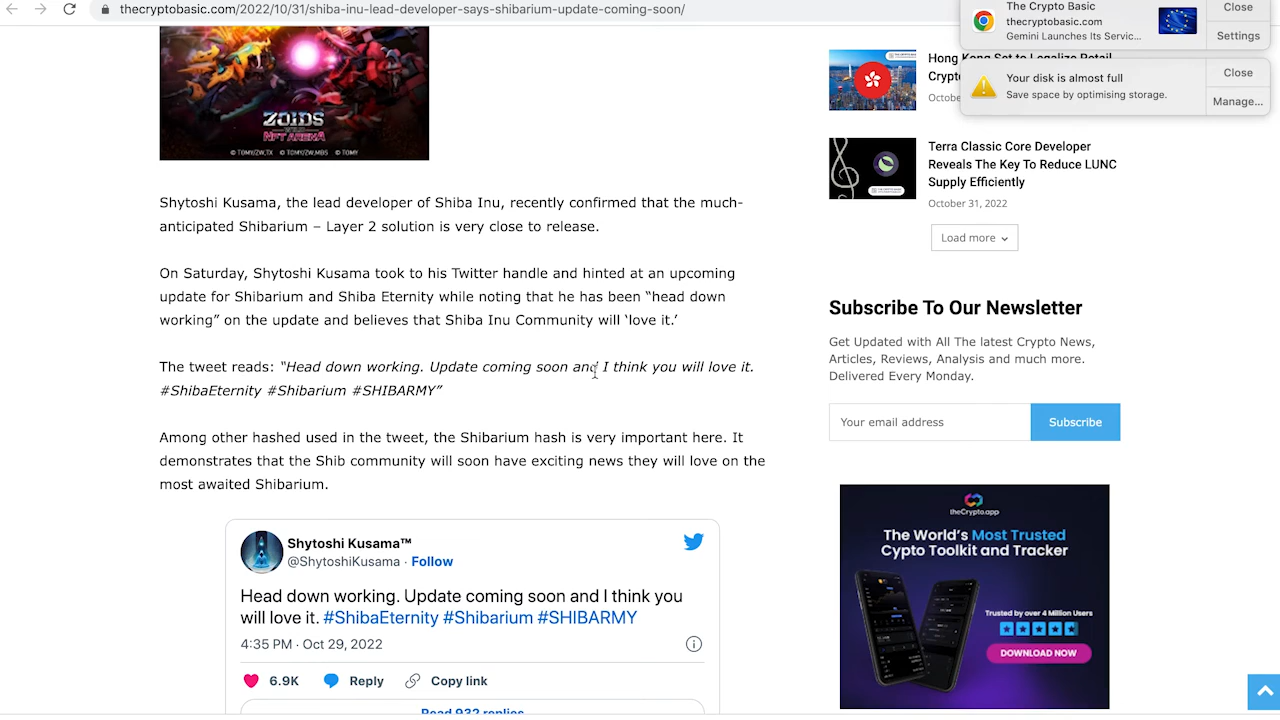 thecryptobasic.com/2022/10/31/shiba-inu-lead-developer-says-shibarium-update-coming-soon/
The Crypto Basic
thecryptobasic.com
Gemini Launches Its Servic...
Close
Settings
Your disk is almost full
Save space by optimising storage.
Close
Manage...
ZOIDS
NFT ARENA
© TOMY/ZW,TX © TOMY/ZW,MBS © TOMY
Shytoshi Kusama, the lead developer of Shiba Inu, recently confirmed that the much-
anticipated Shibarium – Layer 2 solution is very close to release.
On Saturday, Shytoshi Kusama took to his Twitter handle and hinted at an upcoming
update for Shibarium and Shiba Eternity while noting that he has been “head down
working” on the update and believes that Shiba Inu Community will ‘love it.’
The tweet reads: “Head down working. Update coming soon and I think you will love it.
#ShibaEternity #Shibarium #SHIBARMY”
Among other hashed used in the tweet, the Shibarium hash is very important here. It
demonstrates that the Shib community will soon have exciting news they will love on the
most awaited Shibarium.
Shytoshi Kusama™
@ShytoshiKusama · Follow
Head down working. Update coming soon and I think you
will love it. #ShibaEternity #Shibarium #SHIBARMY
4:35 PM · Oct 29, 2022
6.9K Reply Copy link
Read 932 replies
Hong Kong Set to Legalize Retail
Crypto
October
Terra Classic Core Developer
Reveals The Key To Reduce LUNC
Supply Efficiently
October 31, 2022
Load more
Subscribe To Our Newsletter
Get Updated with All The latest Crypto News,
Articles, Reviews, Analysis and much more.
Delivered Every Monday.
Your email address
Subscribe
theCrypto.app
The World's Most Trusted
Cypto Toolkit and Tracker
Trusted by over 4 Million Users
DOWNLOAD NOW